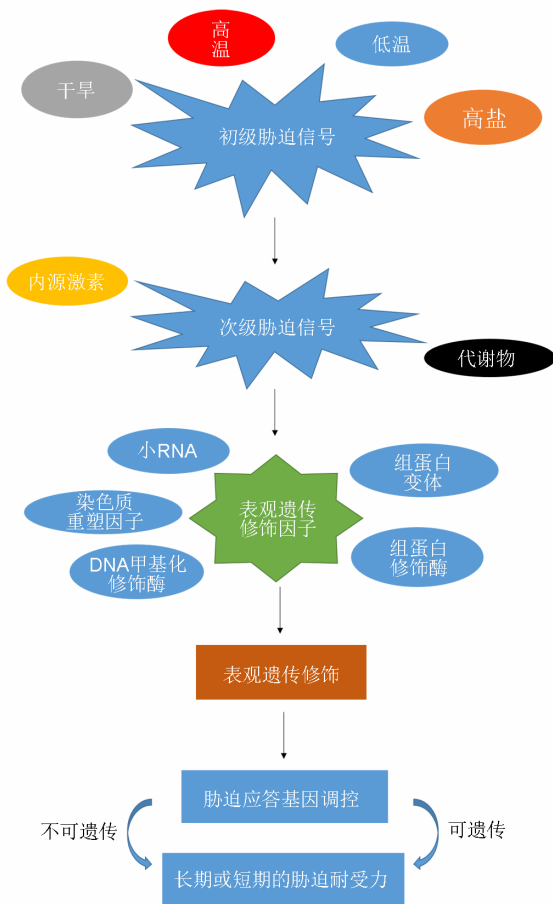 高
温
低温
干旱
高盐
初级胁迫信号
内源激素
次级胁迫信号
代谢物
小RNA
组蛋白
变体
染色质
重塑因子
表观遗传
修饰因子
DNA甲基化
修饰酶
组蛋白
修饰酶
表观遗传修饰
胁迫应答基因调控
不可遗传
可遗传
长期或短期的胁迫耐受力